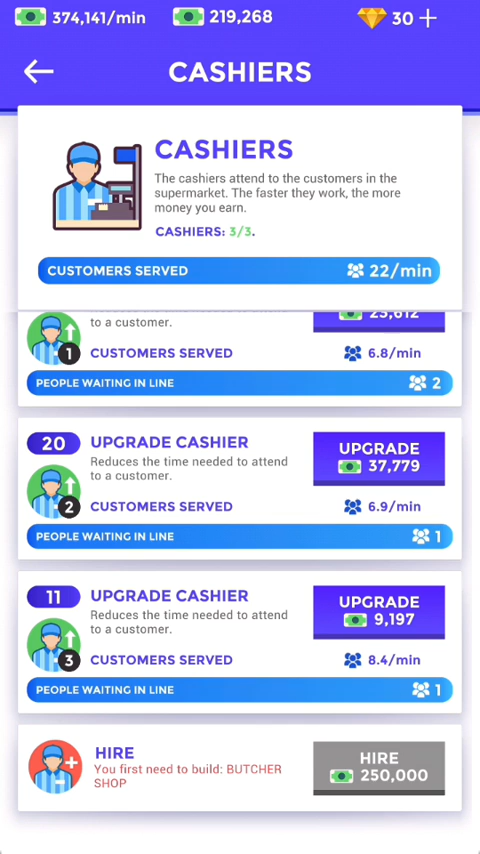 374,141/min 219,268 30
CASHIERS
CASHIERS
The cashiers attend to the customers in the
supermarket. The faster they work, the more
money you earn.
CASHIERS: 3/3.
CUSTOMERS SERVED 22/min
to a customer. 23,612
1 CUSTOMERS SERVED 6.8/min
PEOPLE WAITING IN LINE 2
20 UPGRADE CASHIER UPGRADE
Reduces the time needed to attend 37,779
to a customer.
2 CUSTOMERS SERVED 6.9/min
PEOPLE WAITING IN LINE 1
11 UPGRADE CASHIER UPGRADE
Reduces the time needed to attend 9,197
to a customer.
3 CUSTOMERS SERVED 8.4/min
PEOPLE WAITING IN LINE 1
HIRE HIRE
You first need to build: BUTCHER 250,000
SHOP